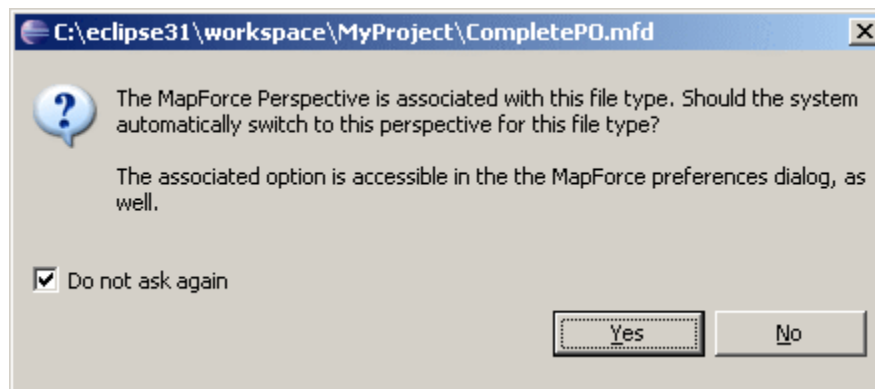 C:\eclipse31\workspace\MyProject\CompletePO.mfd
The MapForce Perspective is associated with this file type. Should the system
automatically switch to this perspective for this file type?
The associated option is accessible in the the MapForce preferences dialog, as
well.
Do not ask again
Yes
No